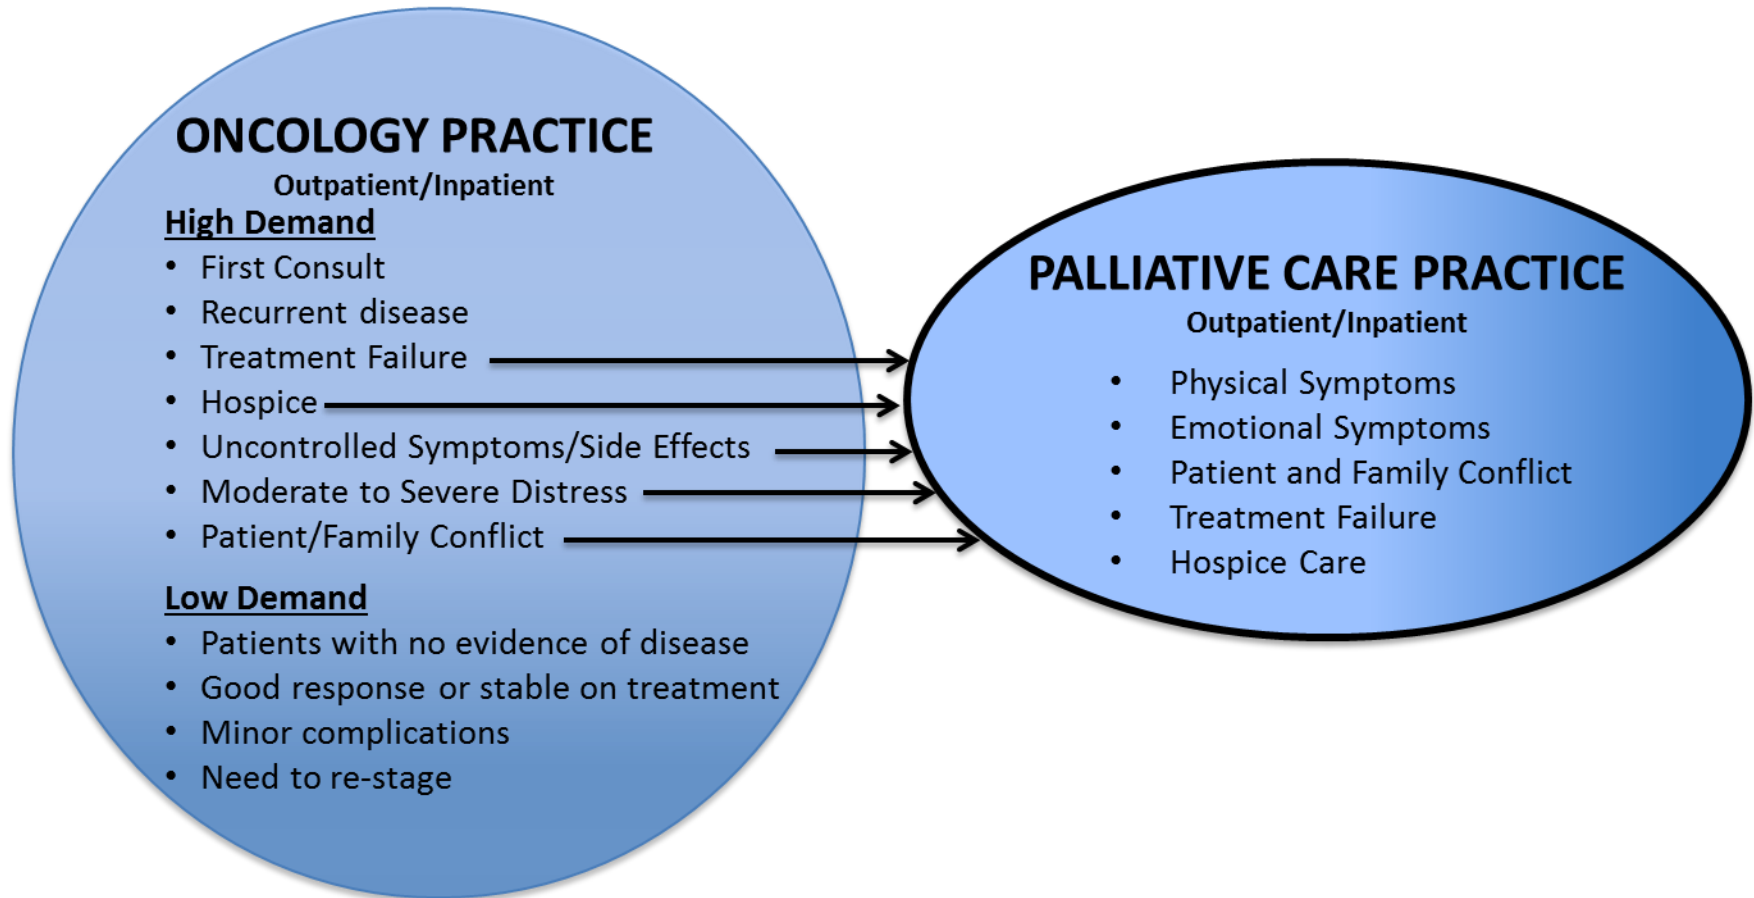 ONCOLOGY PRACTICE
Outpatient/Inpatient
High Demand
• First Consult
• Recurrent disease
• Treatment Failure
• Hospice
• Uncontrolled Symptoms/Side Effects
• Moderate to Severe Distress
• Patient/Family Conflict
Low Demand
• Patients with no evidence of disease
• Good response or stable on treatment
• Minor complications
• Need to re-stage
PALLIATIVE CARE PRACTICE
Outpatient/Inpatient
• Physical Symptoms
• Emotional Symptoms
• Patient and Family Conflict
• Treatment Failure
• Hospice Care